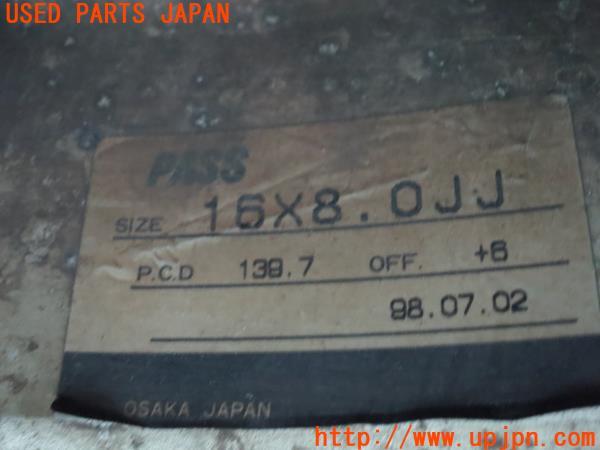 USED PARTS JAPAN
PASS
SIZE 16X8.0JJ
P.C.D 139.7 OFF. +6
98.07.02
OSAKA JAPAN
http://www.upjpn.com